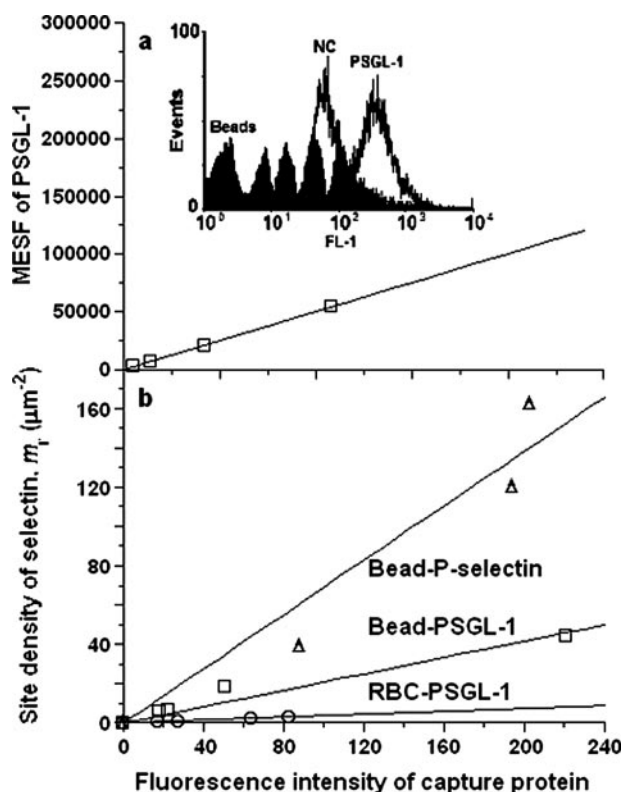 300000
250000
200000
150000
100000
50000
0
MESF of PSGL-1
a
100
0
Events
Beads
NC
PSGL-1
10⁰ 10¹ 10² 10³ 10⁴
FL-1
b
160
120
80
40
0
Site density of selectin, mᵣ (µm⁻²)
Bead-P-selectin
Bead-PSGL-1
RBC-PSGL-1
0 40 80 120 160 200 240
Fluorescence intensity of capture protein